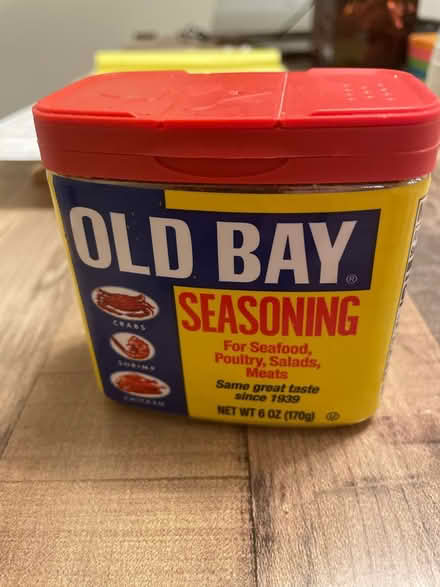 OLD BAY®
SEASONING
For Seafood,
Poultry, Salads,
Meats
Same great taste
since 1939
NET WT 6 OZ (170g) Ⓤ
CRABS
SHRIMP
CHICKEN